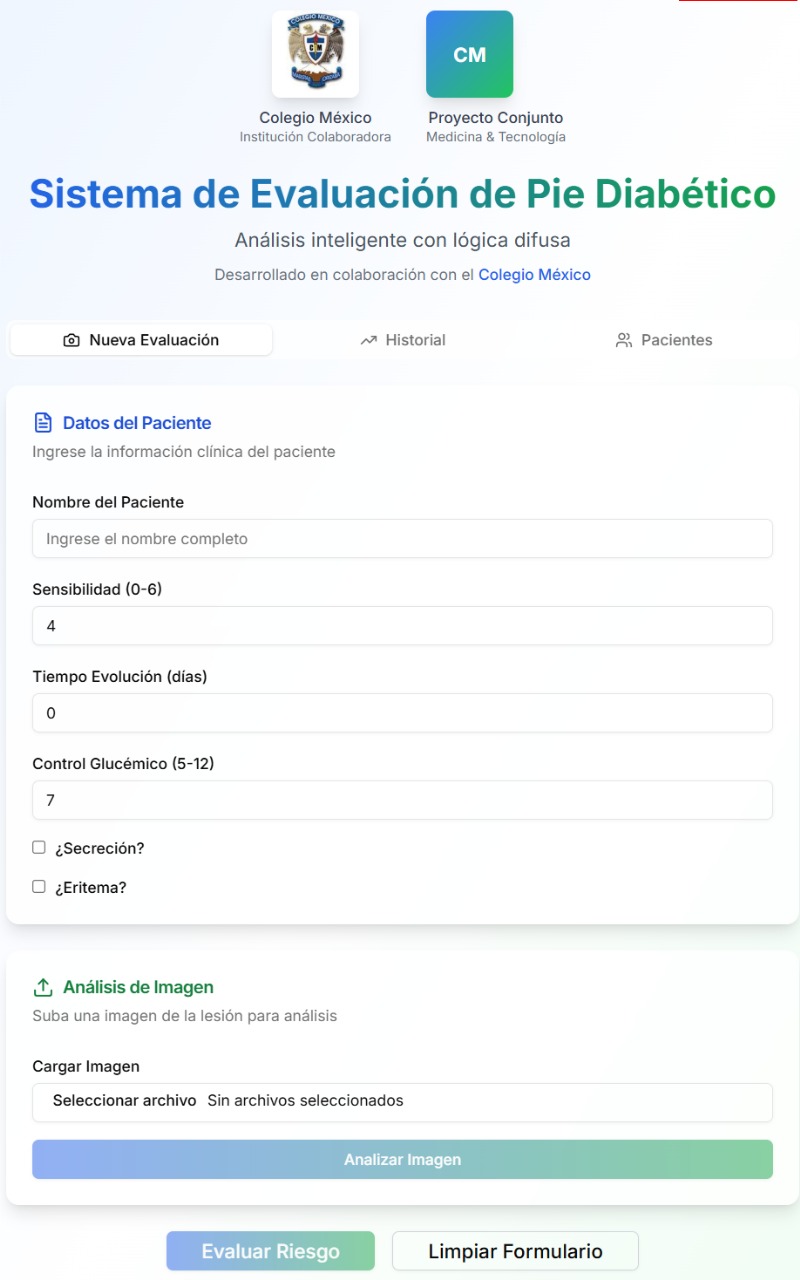 COLEGIO MEXICO
CM
Colegio México
Institución Colaboradora
Proyecto Conjunto
Medicina & Tecnología
Sistema de Evaluación de Pie Diabético
Análisis inteligente con lógica difusa
Desarrollado en colaboración con el Colegio México
Nueva Evaluación
Historial
Pacientes
Datos del Paciente
Ingrese la información clínica del paciente
Nombre del Paciente
Ingrese el nombre completo
Sensibilidad (0-6)
4
Tiempo Evolución (días)
0
Control Glucémico (5-12)
7
¿Secreción?
¿Eritema?
Análisis de Imagen
Suba una imagen de la lesión para análisis
Cargar Imagen
Seleccionar archivo Sin archivos seleccionados
Analizar Imagen
Evaluar Riesgo
Limpiar Formulario